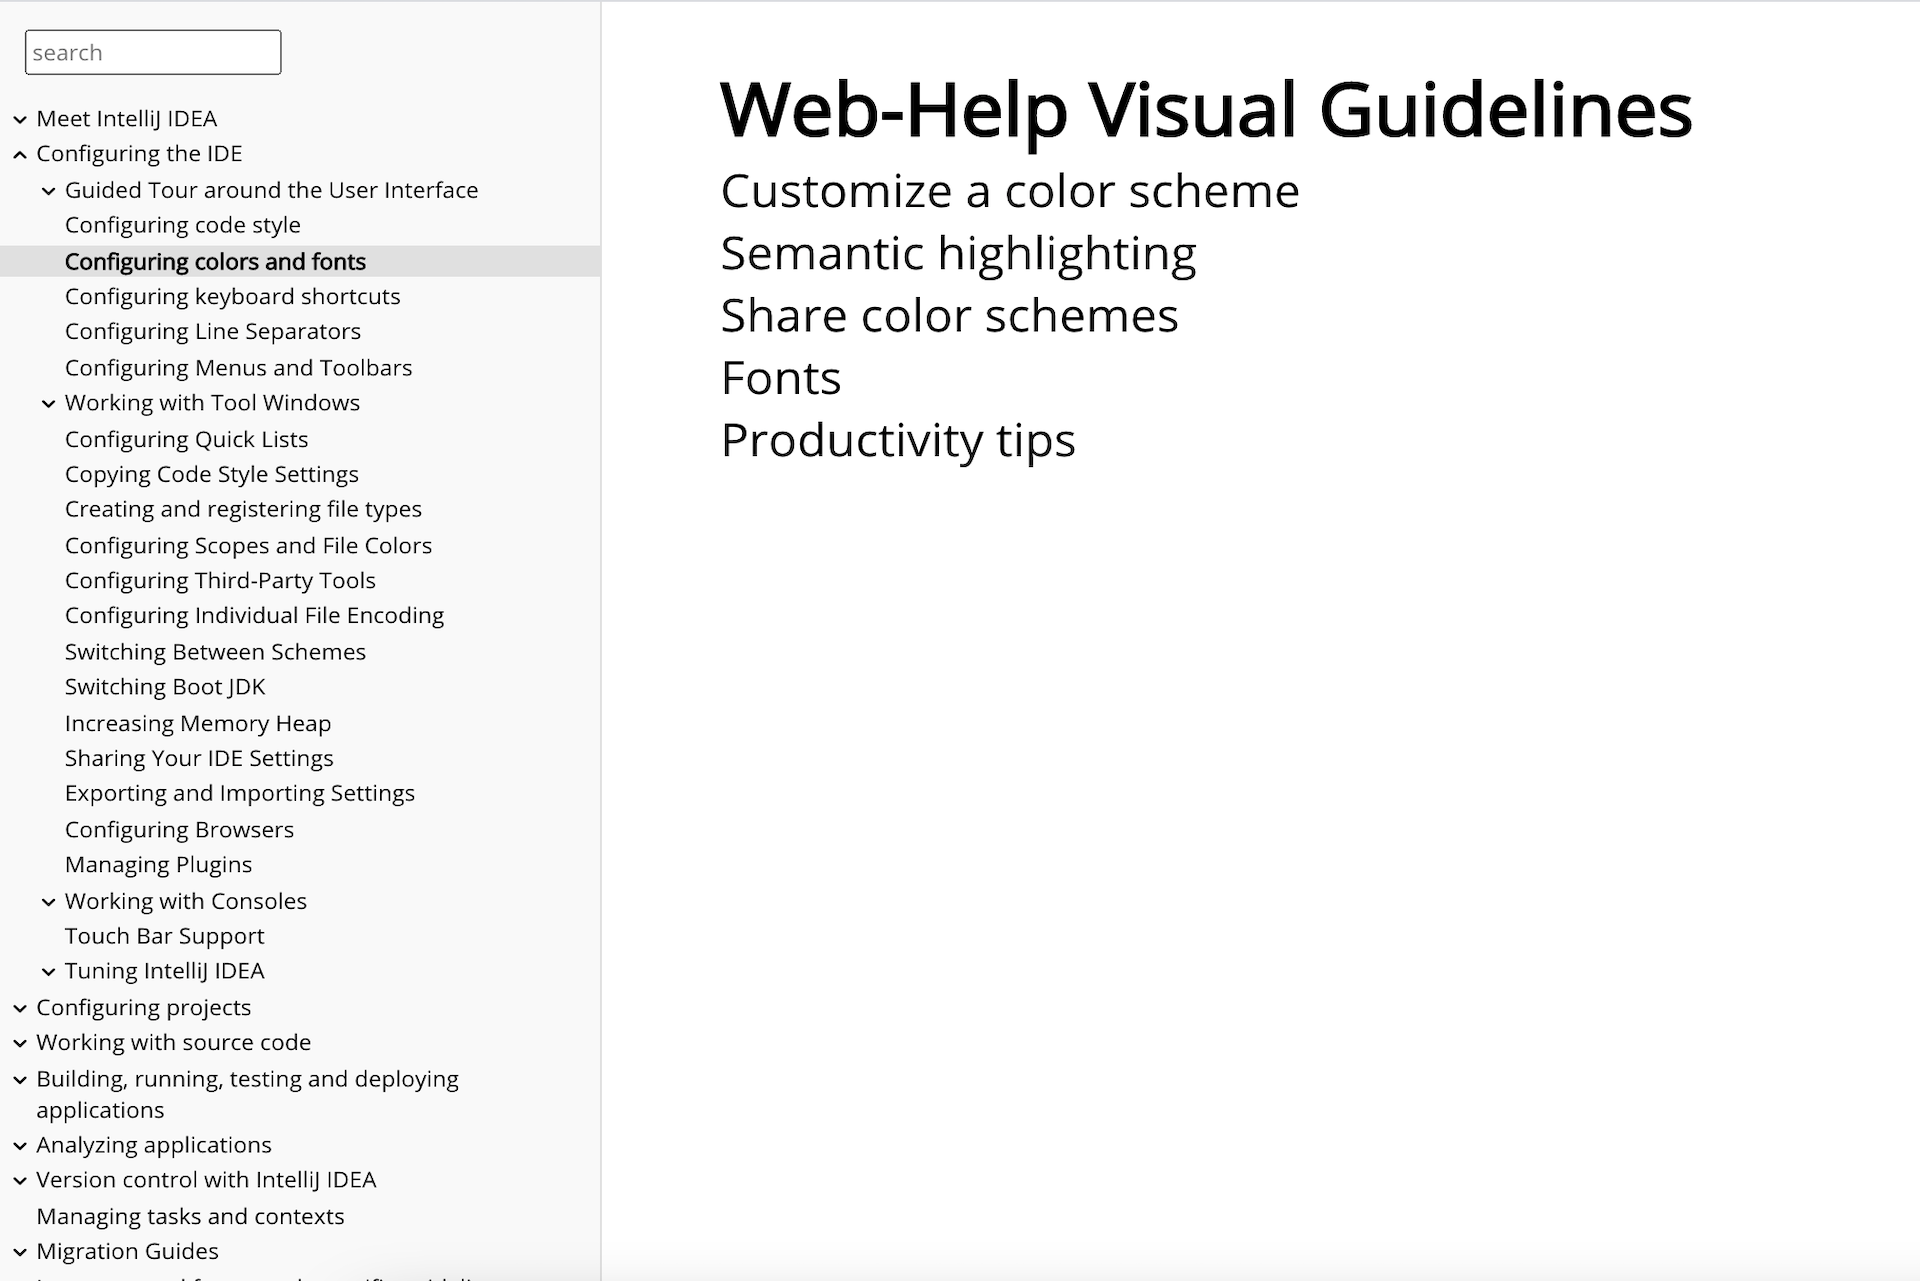 search
Meet IntelliJ IDEA
Configuring the IDE
Guided Tour around the User Interface
Configuring code style
Configuring colors and fonts
Configuring keyboard shortcuts
Configuring Line Separators
Configuring Menus and Toolbars
Working with Tool Windows
Configuring Quick Lists
Copying Code Style Settings
Creating and registering file types
Configuring Scopes and File Colors
Configuring Third-Party Tools
Configuring Individual File Encoding
Switching Between Schemes
Switching Boot JDK
Increasing Memory Heap
Sharing Your IDE Settings
Exporting and Importing Settings
Configuring Browsers
Managing Plugins
Working with Consoles
Touch Bar Support
Tuning IntelliJ IDEA
Configuring projects
Working with source code
Building, running, testing and deploying
applications
Analyzing applications
Version control with IntelliJ IDEA
Managing tasks and contexts
Migration Guides
Web-Help Visual Guidelines
Customize a color scheme
Semantic highlighting
Share color schemes
Fonts
Productivity tips